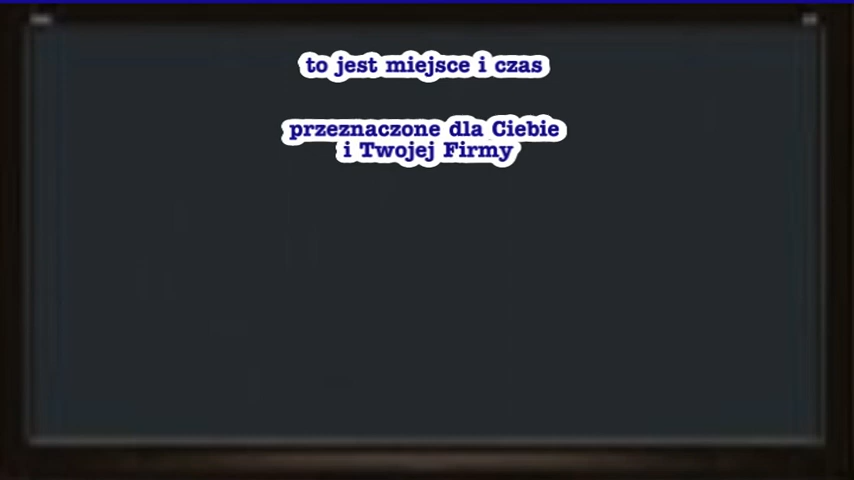 to jest miejsce i czas
przeznaczone dla Ciebie
i Twojej Firmy